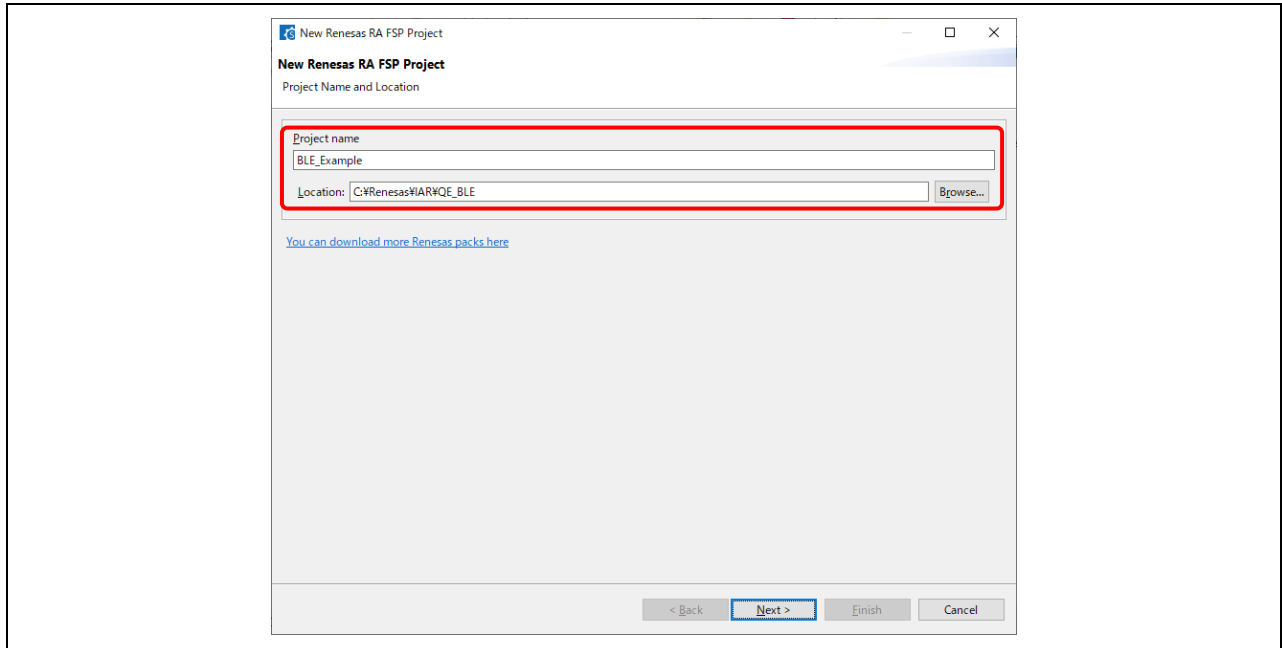 New Renesas RA FSP Project
New Renesas RA FSP Project
Project Name and Location
Project name
BLE_Example
Location: C:¥Renesas¥IAR¥QE_BLE Browse...
You can download more Renesas packs here
< Back Next > Finish Cancel